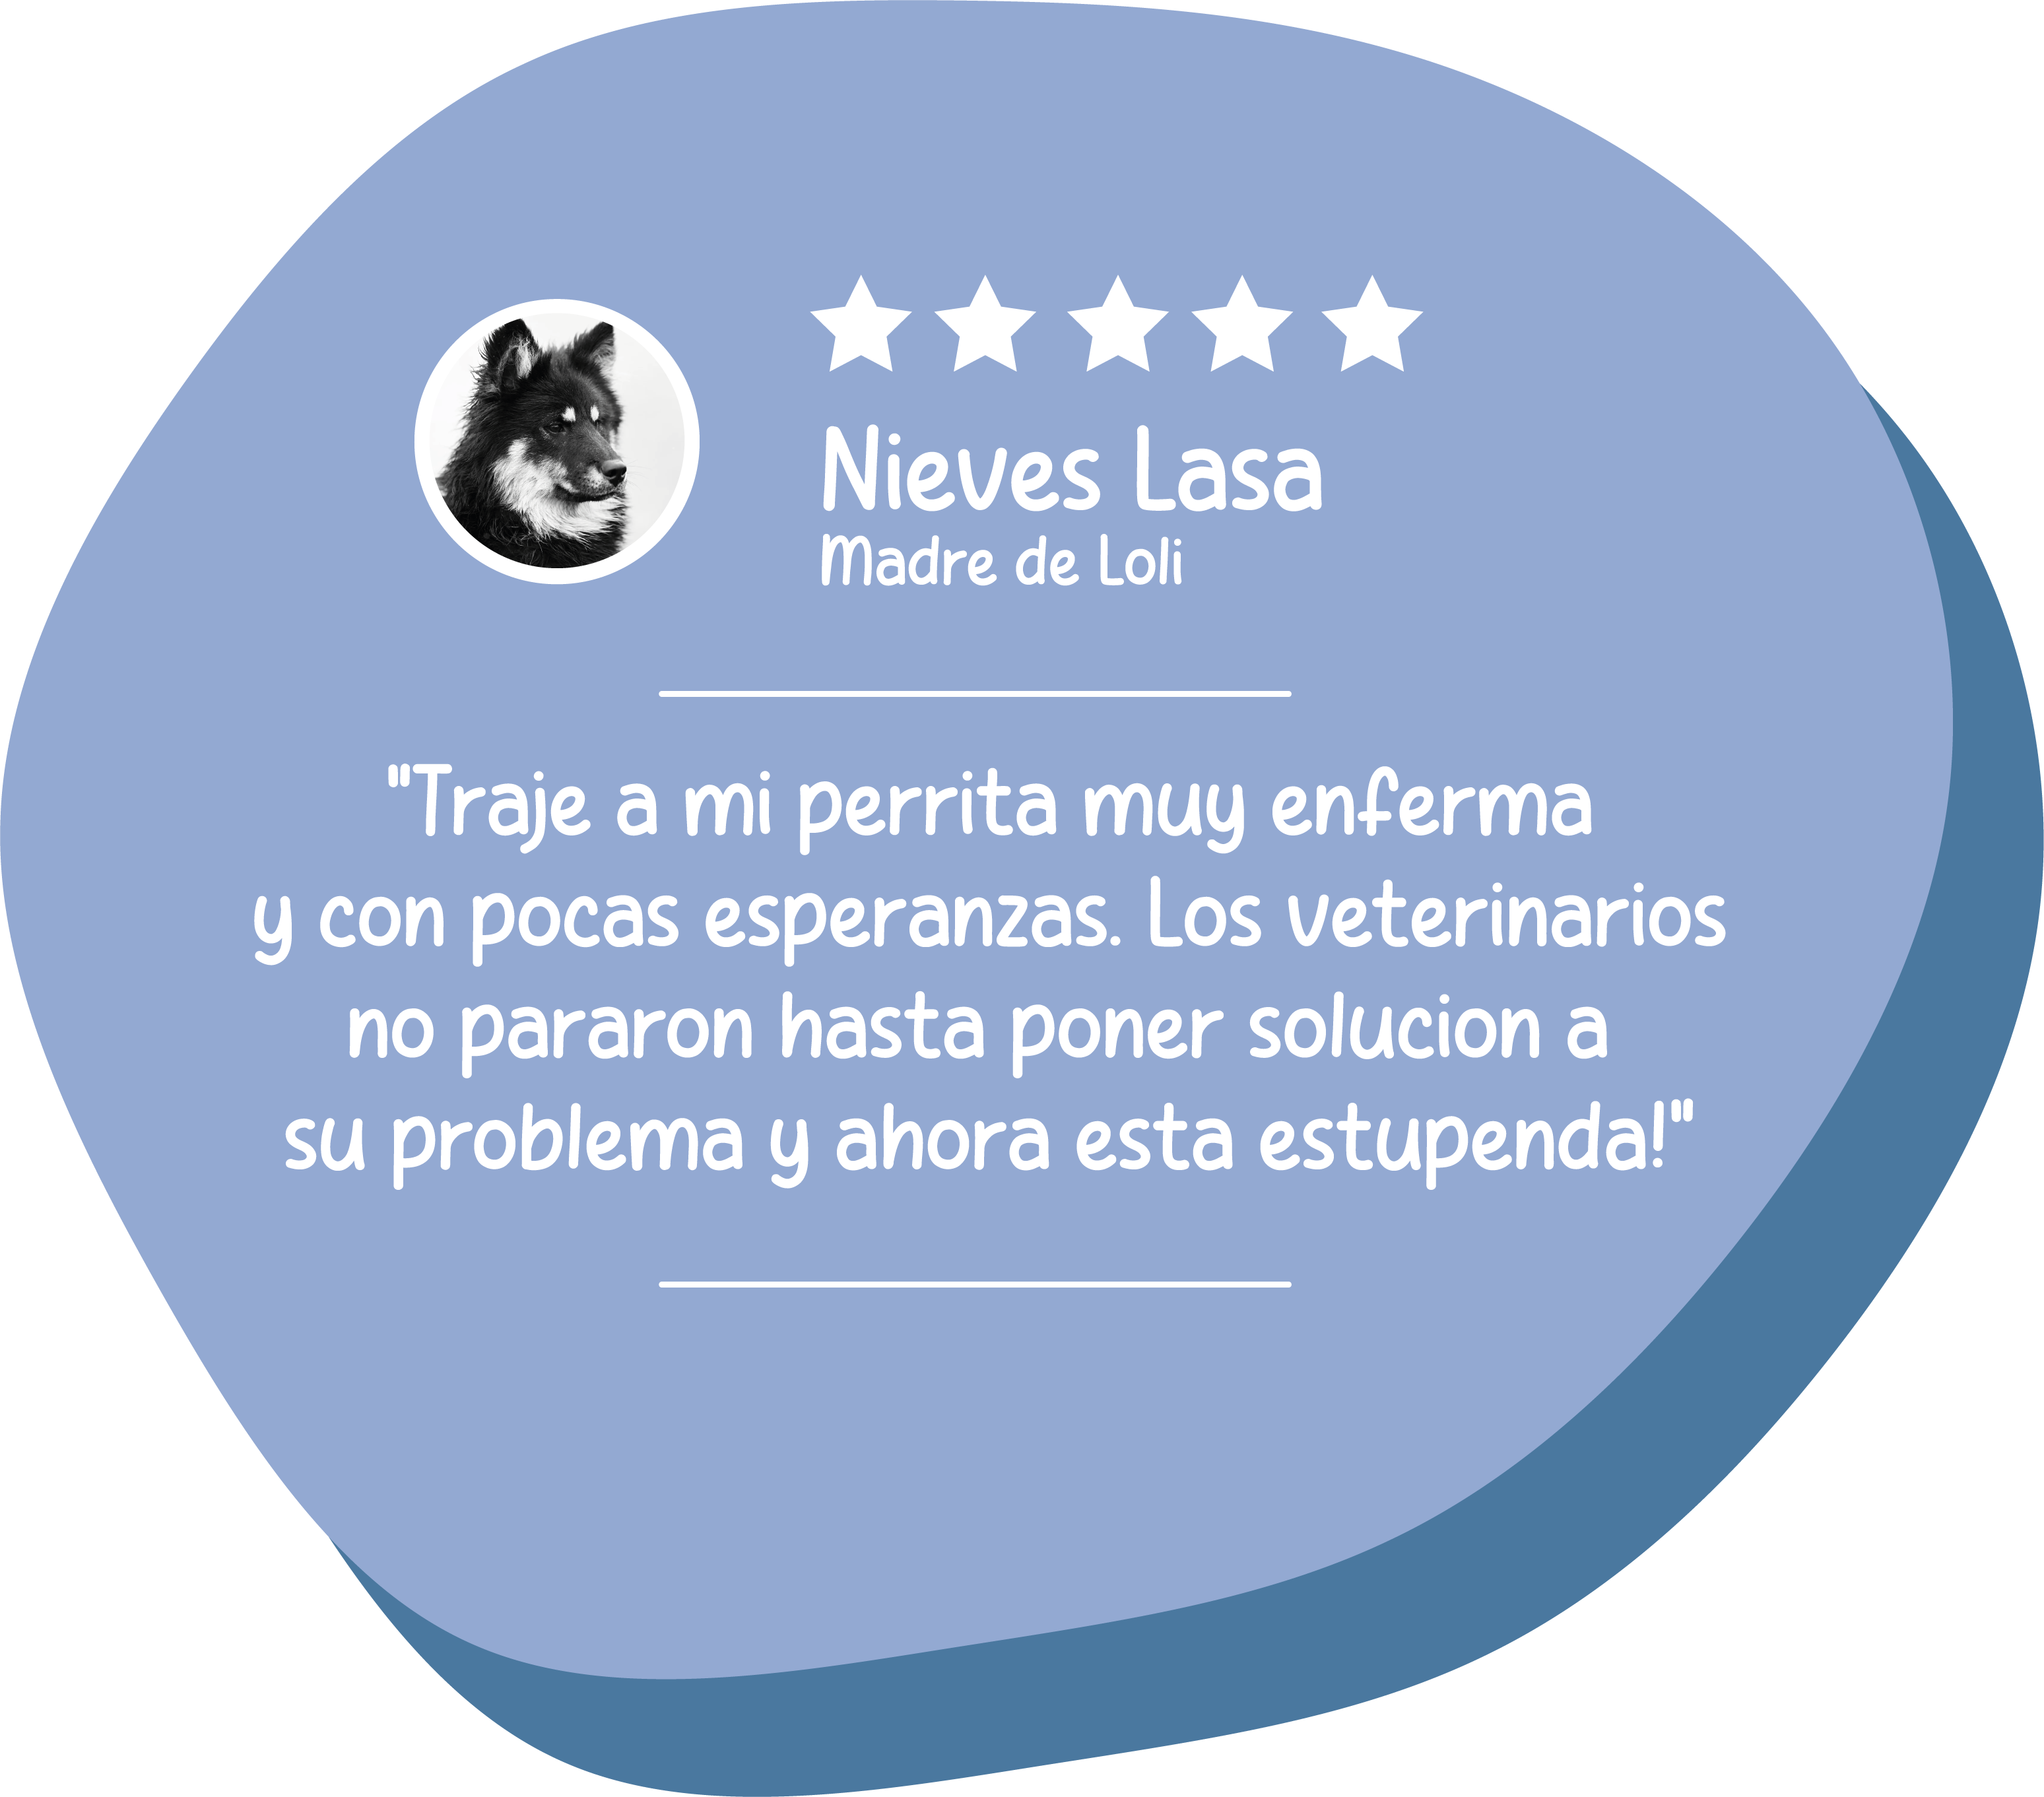 Nieves Lasa
Madre de Loli
"Traje a mi perrita muy enferma
y con pocas esperanzas. Los veterinarios
no pararon hasta poner solucion a
su problema y ahora esta estupenda!"